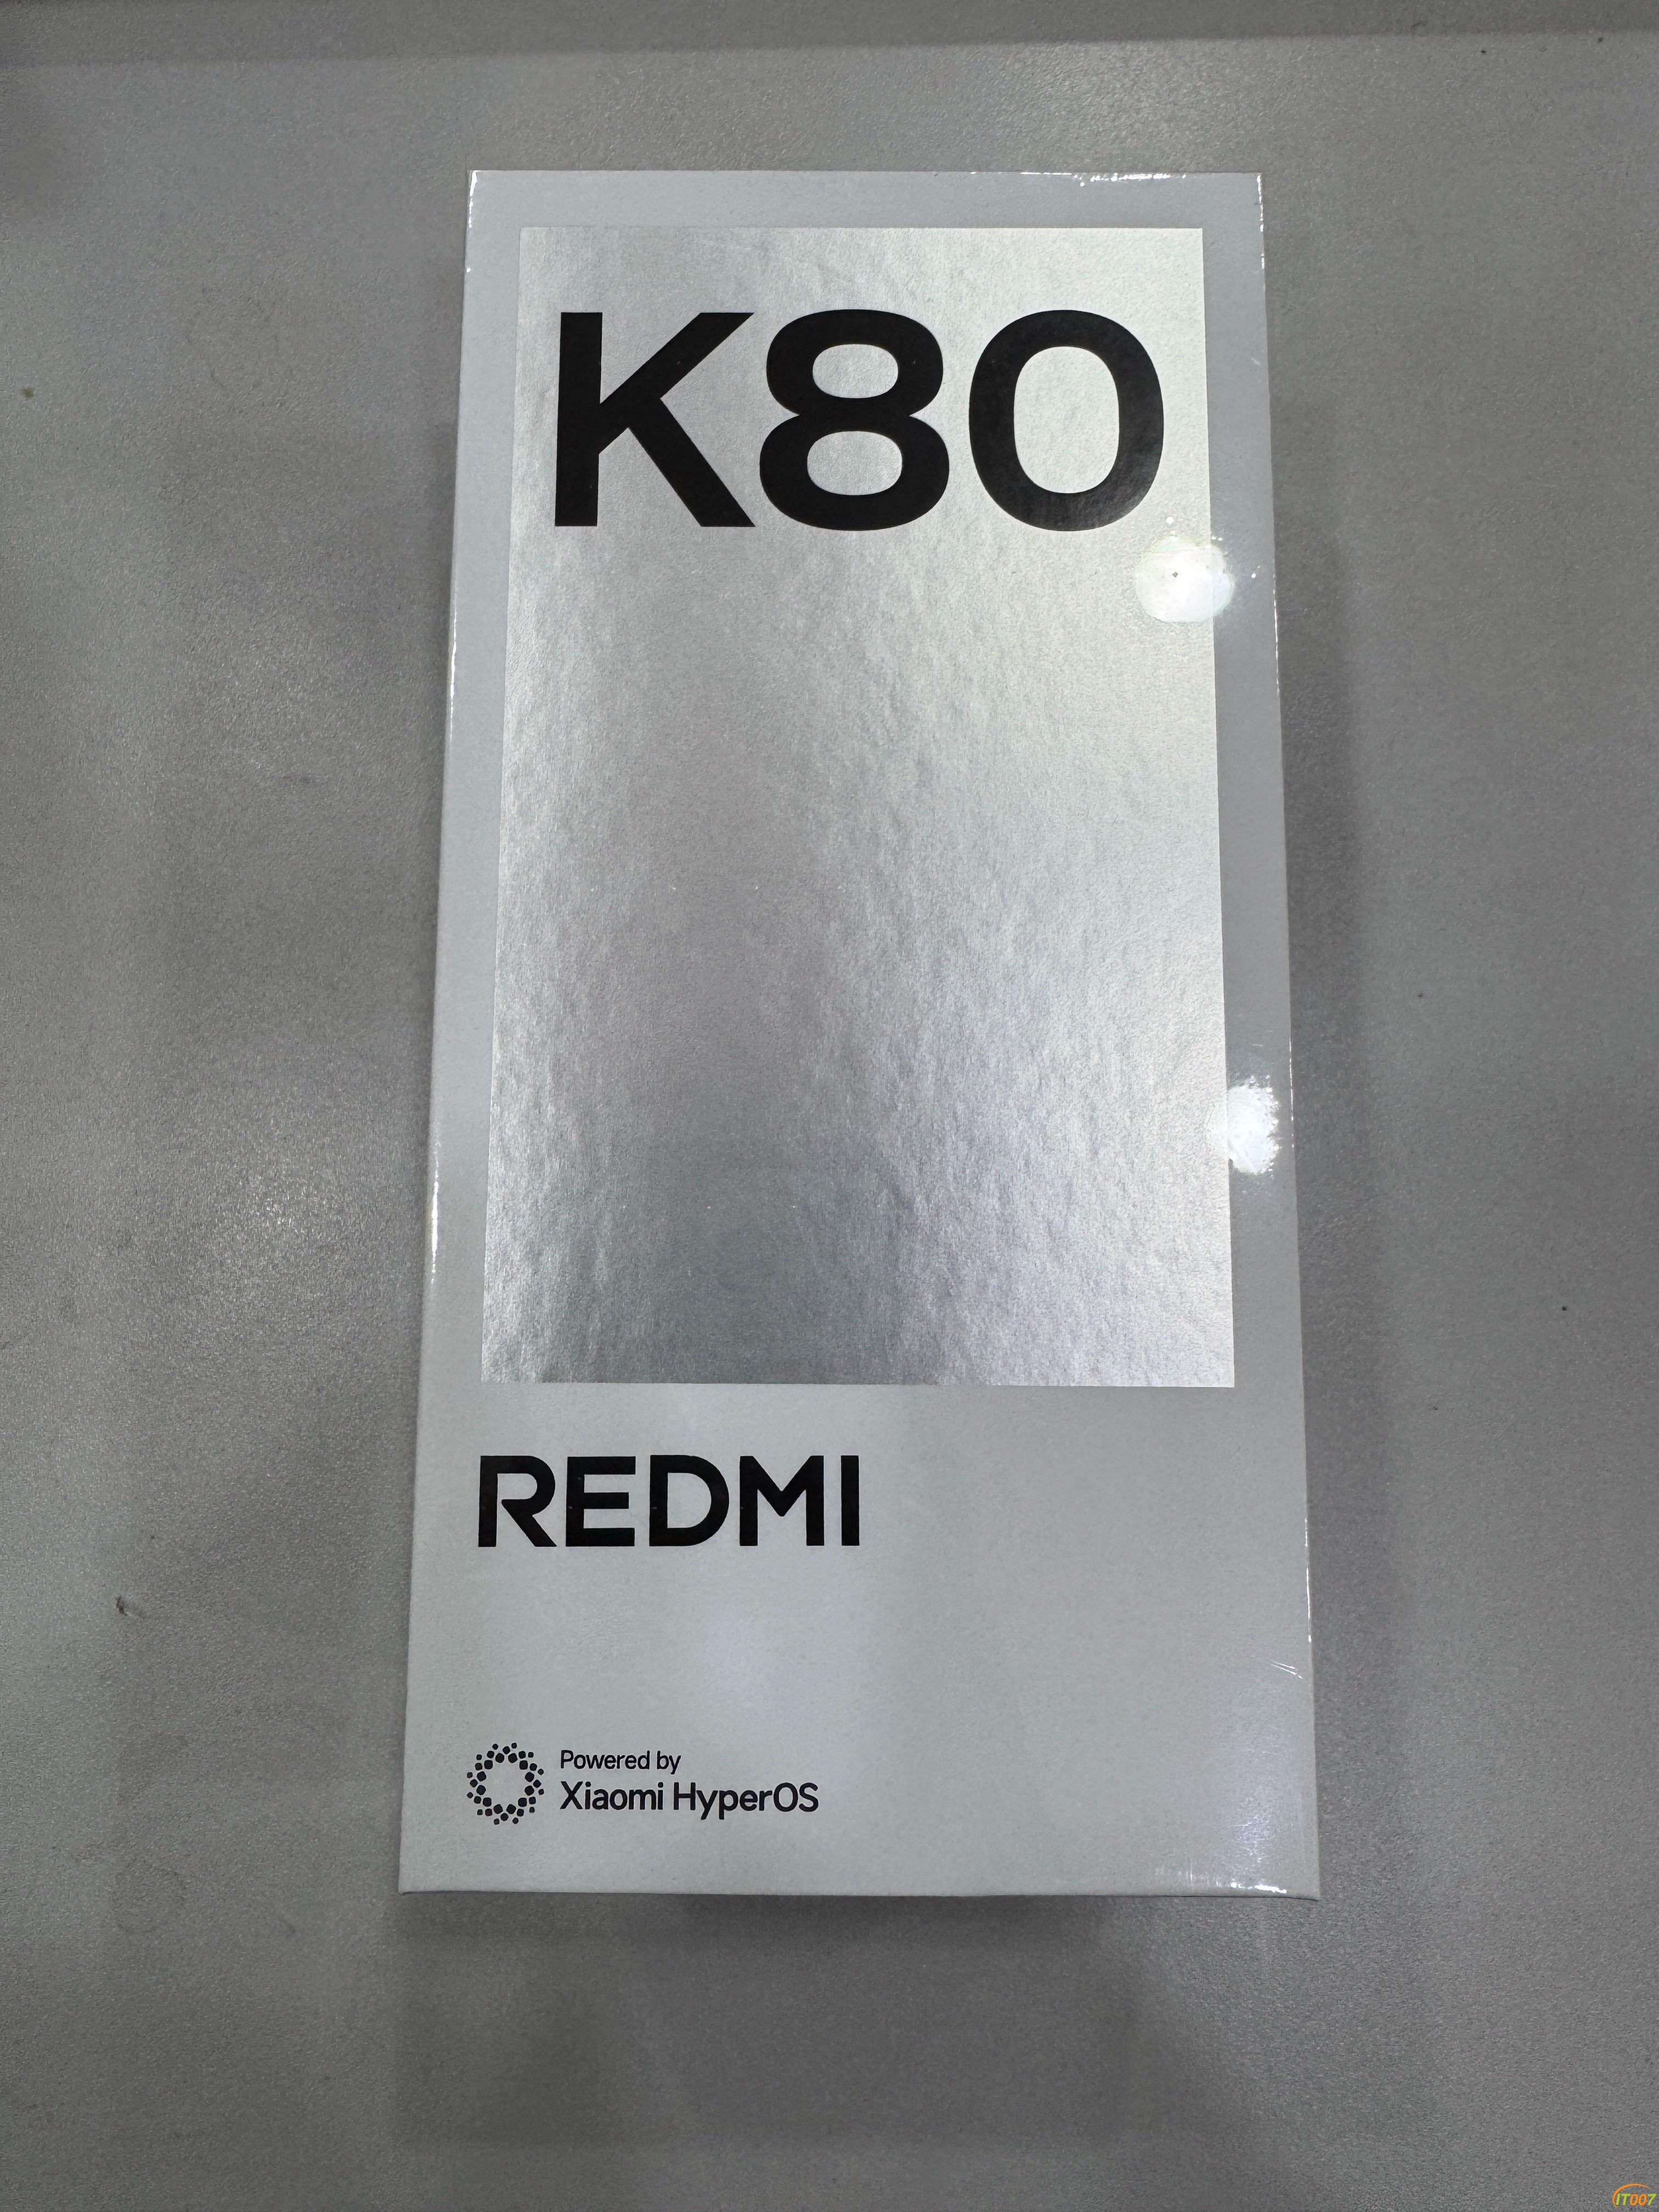 K80
REDMI
Powered by
Xiaomi HyperOS
IT007